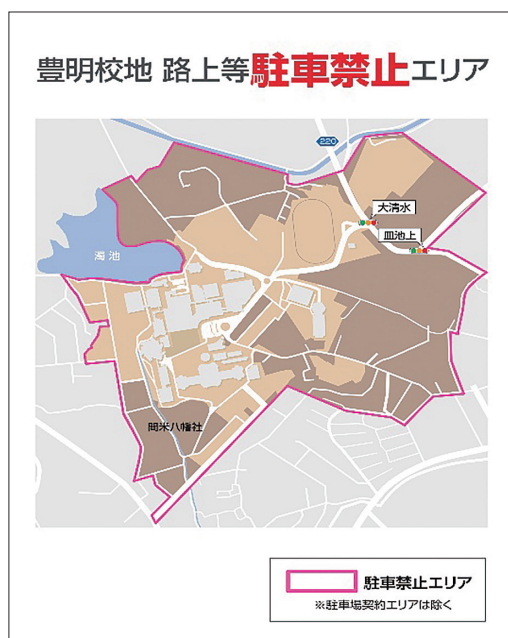 豊明校地 路上等駐車禁止エリア
220
大清水
皿池上
濁池
間米八幡社
駐車禁止エリア
※駐車場契約エリアは除く